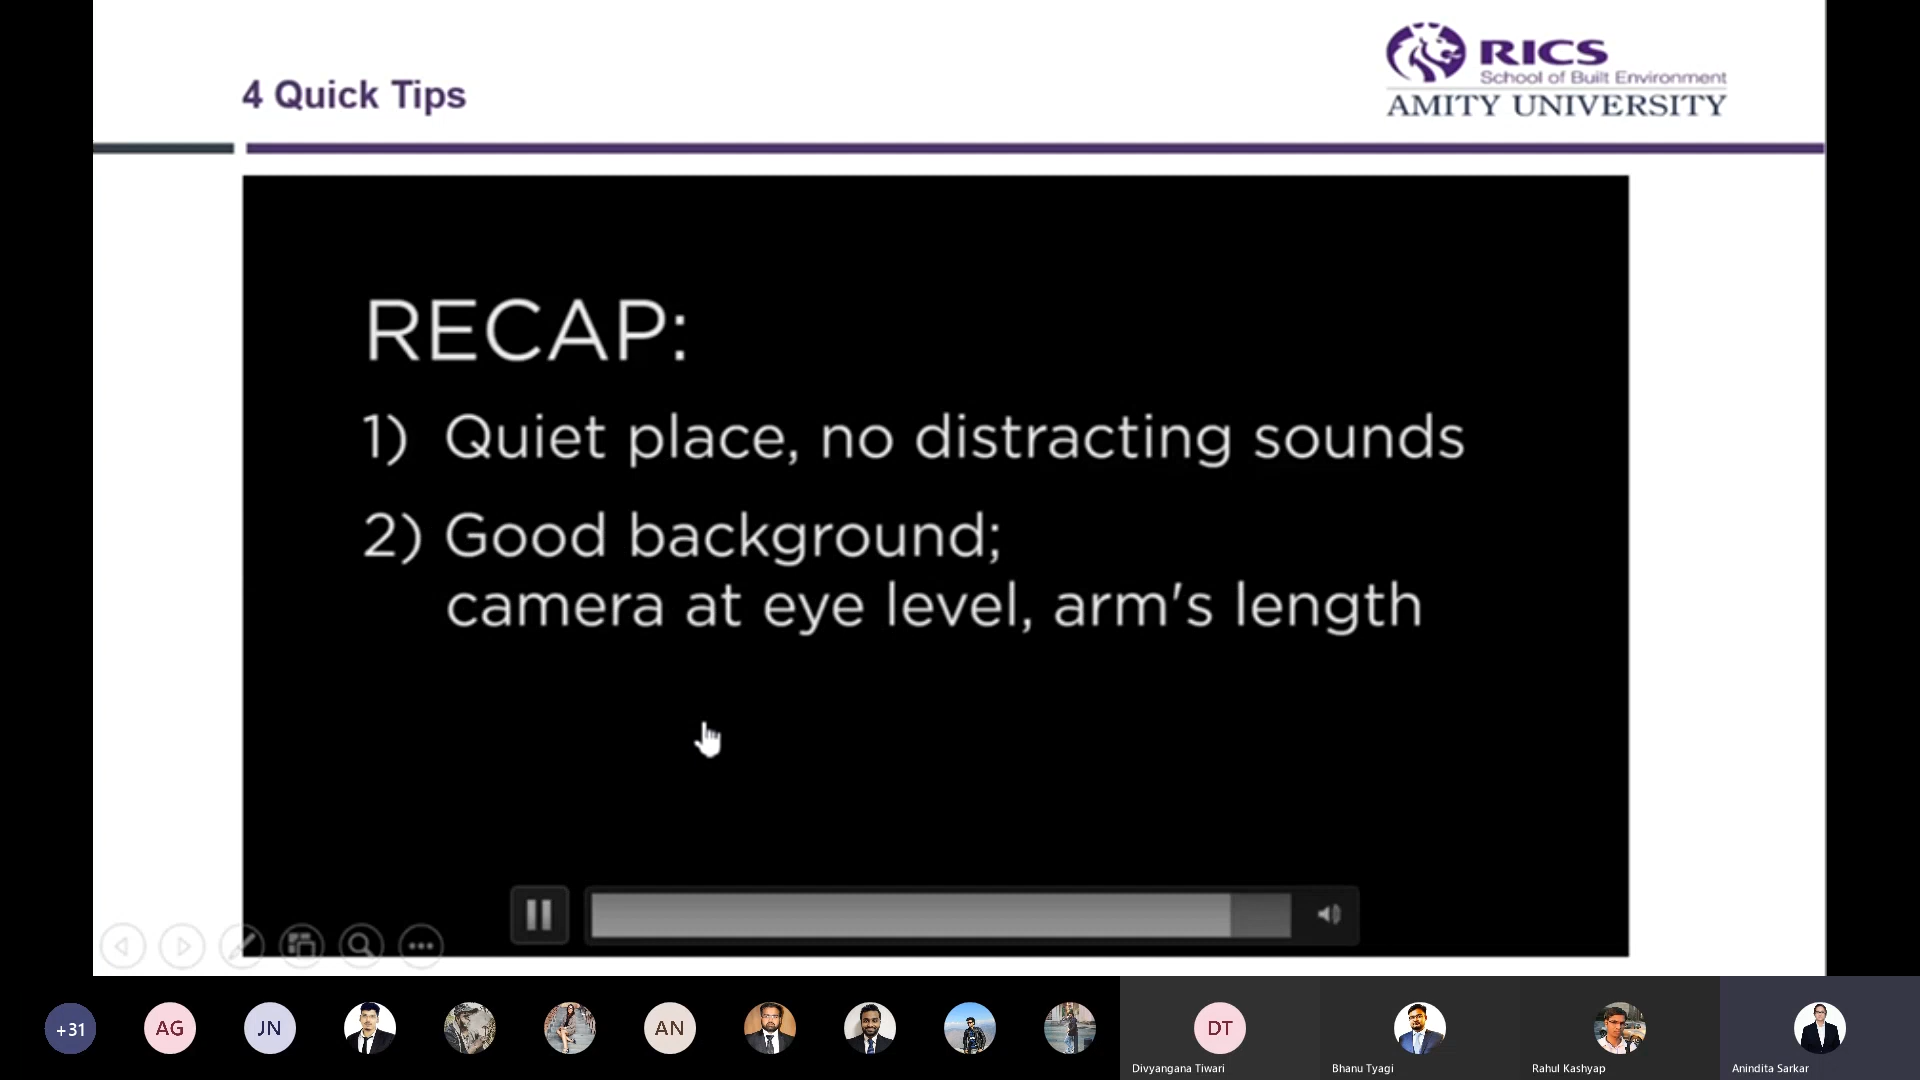 4 Quick Tips
RICS
School of Built Environment
AMITY UNIVERSITY
RECAP:
1) Quiet place, no distracting sounds
2) Good background;
camera at eye level, arm's length
+31
AG
JN
AN
DT
Divyangana Tiwari
Bhanu Tyagi
Rahul Kashyap
Anindita Sarkar